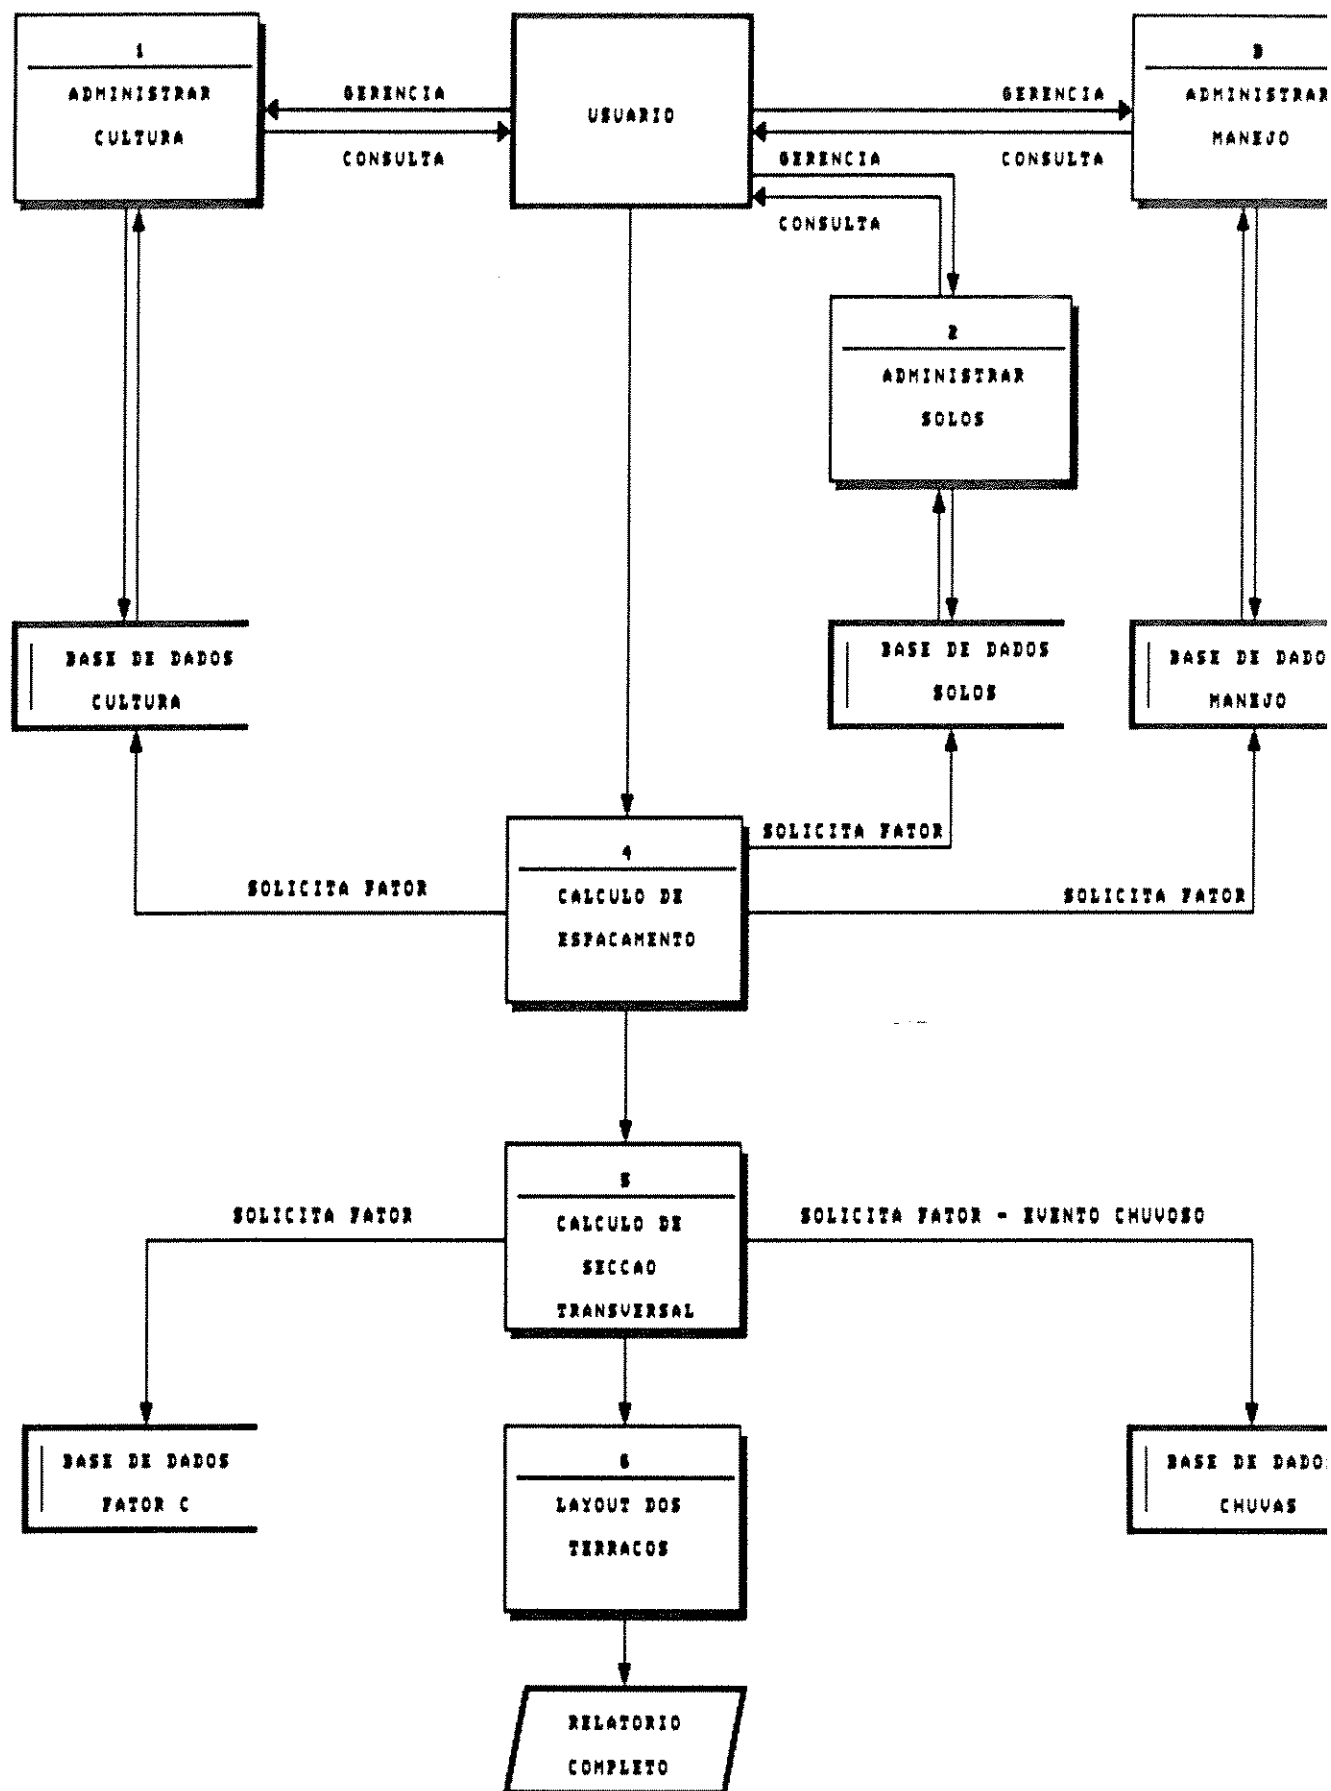 1
ADMINISTRAR
CULTURA
GERENCIA
CONSULTA
USUARIO
GERENCIA
CONSULTA
GERENCIA
CONSULTA
3
ADMINISTRAR
MANEJO
2
ADMINISTRAR
SOLOS
BASE DE DADOS
CULTURA
BASE DE DADOS
SOLOS
BASE DE DADO
MANEJO
SOLICITA FATOR
4
CALCULO DE
ESPACAMENTO
SOLICITA FATOR
SOLICITA FATOR
SOLICITA FATOR
5
CALCULO DE
SECCAO
TRANSVERSAL
SOLICITA FATOR - EVENTO CHUVOSO
BASE DE DADOS
FATOR C
6
LAYOUT DOS
TERRACOS
BASE DE DADOS
CHUVAS
RELATORIO
COMPLETO